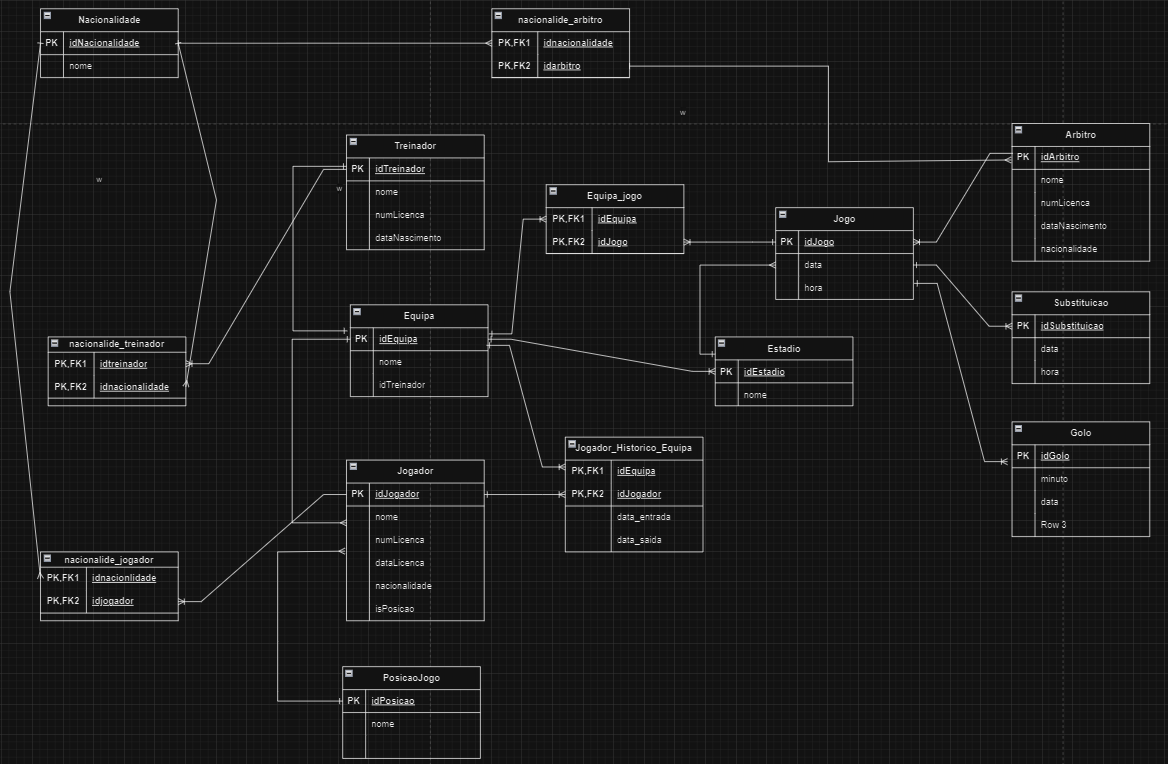 Nacionalidade
PK idNacionalidade
nome
nacionalide_arbitro
PK,FK1 idnacionalidade
PK,FK2 idarbitro
w
w
w
Treinador
PK idTreinador
nome
numLicenca
dataNascimento
Equipa_jogo
PK,FK1 idEquipa
PK,FK2 idJogo
Jogo
PK idJogo
data
hora
Arbitro
PK idArbitro
nome
numLicenca
dataNascimento
nacionalidade
Substituicao
PK idSubstituicao
data
hora
Equipa
PK idEquipa
nome
idTreinador
nacionalide_treinador
PK,FK1 idtreinador
PK,FK2 idnacionalidade
Estadio
PK idEstadio
nome
Golo
PK idGolo
minuto
data
Row 3
Jogador_Historico_Equipa
PK,FK1 idEquipa
PK,FK2 idJogador
data_entrada
data_saida
Jogador
PK idJogador
nome
numLicenca
dataLicenca
nacionalidade
isPosicao
nacionalide_jogador
PK,FK1 idnacionlidade
PK,FK2 idjogador
PosicaoJogo
PK idPosicao
nome